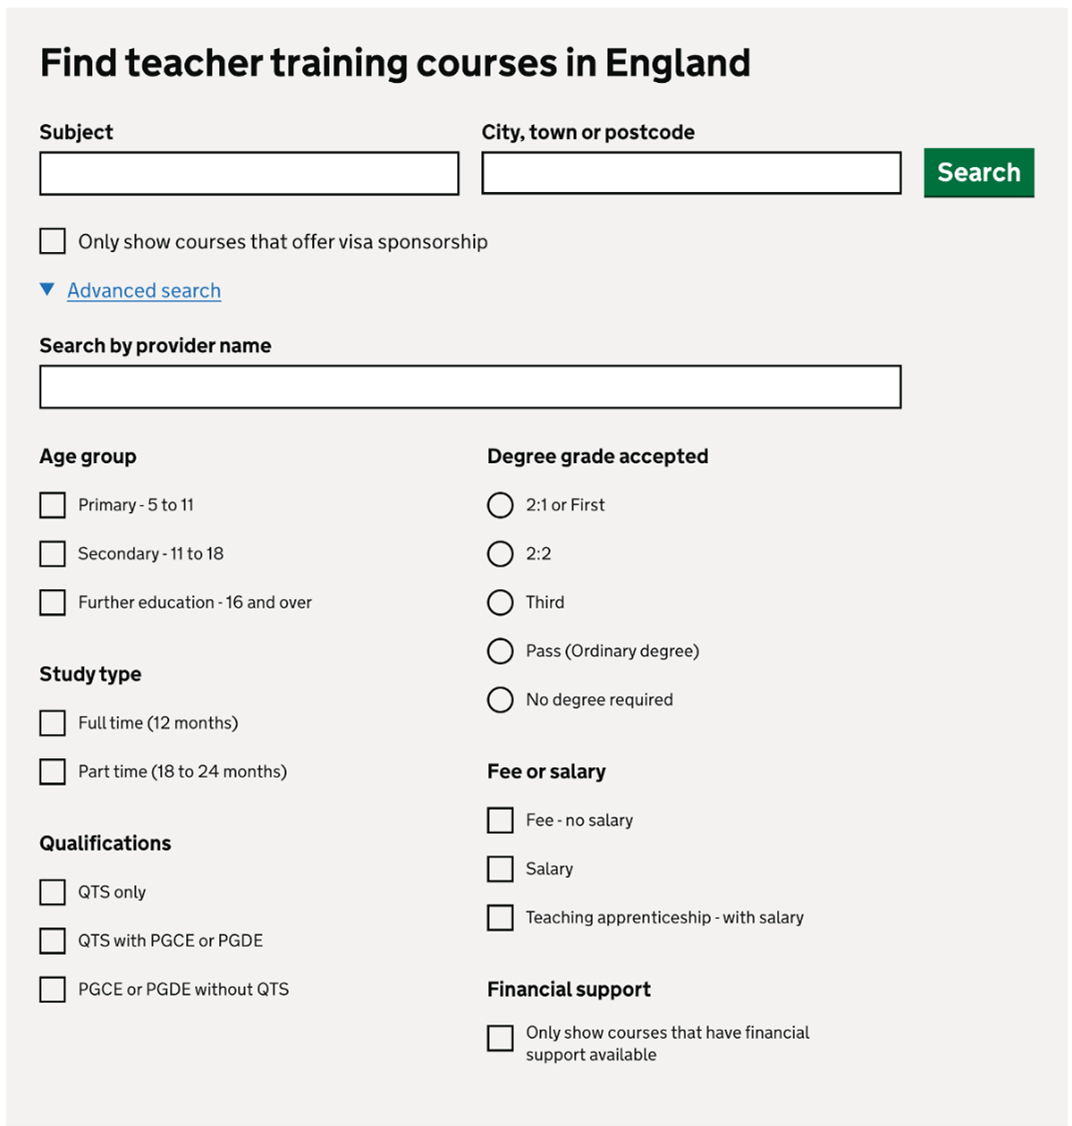 Find teacher training courses in England
Subject
City, town or postcode
Search
Only show courses that offer visa sponsorship
Advanced search
Search by provider name
Age group
Primary - 5 to 11
Secondary - 11 to 18
Further education - 16 and over
Study type
Full time (12 months)
Part time (18 to 24 months)
Qualifications
QTS only
QTS with PGCE or PGDE
PGCE or PGDE without QTS
Degree grade accepted
2:1 or First
2:2
Third
Pass (Ordinary degree)
No degree required
Fee or salary
Fee - no salary
Salary
Teaching apprenticeship - with salary
Financial support
Only show courses that have financial
support available